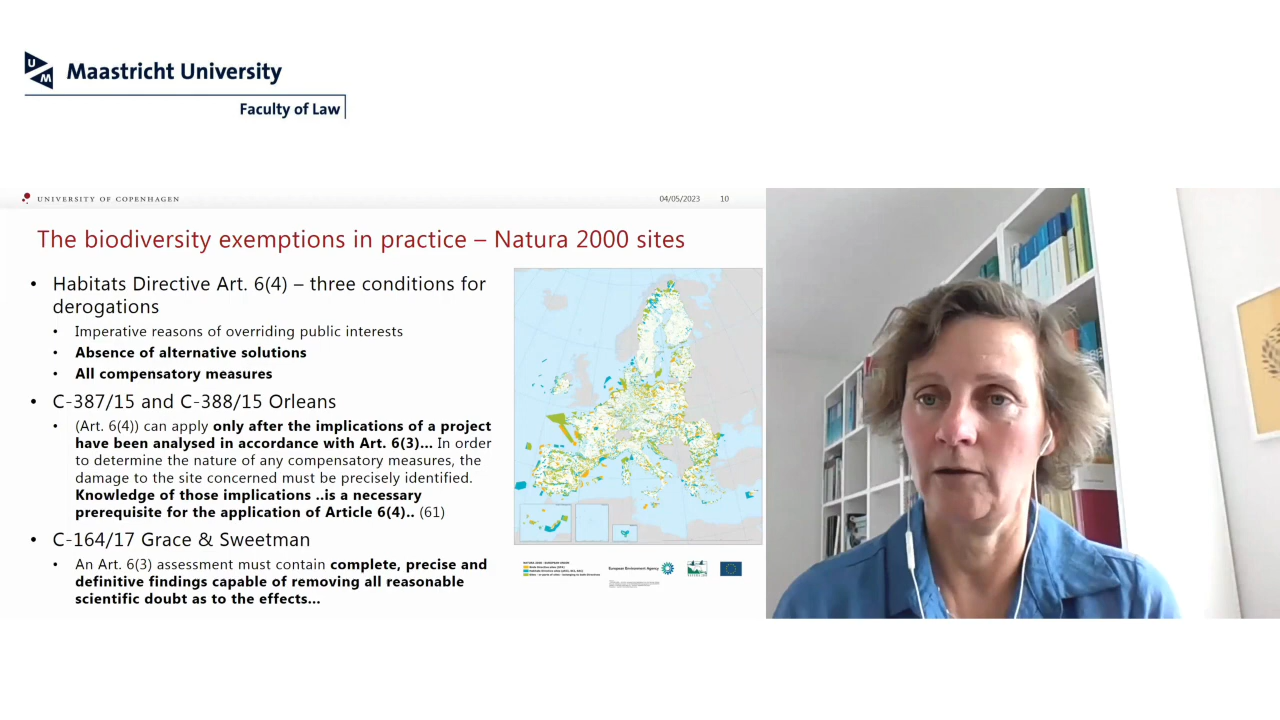 U
M
Maastricht University
Faculty of Law
UNIVERSITY OF COPENHAGEN
04/05/2023
10
The biodiversity exemptions in practice – Natura 2000 sites
• Habitats Directive Art. 6(4) – three conditions for
derogations
• Imperative reasons of overriding public interests
• Absence of alternative solutions
• All compensatory measures
• C-387/15 and C-388/15 Orleans
• (Art. 6(4)) can apply only after the implications of a project
have been analysed in accordance with Art. 6(3)... In order
to determine the nature of any compensatory measures, the
damage to the site concerned must be precisely identified.
Knowledge of those implications ..is a necessary
prerequisite for the application of Article 6(4).. (61)
• C-164/17 Grace & Sweetman
• An Art. 6(3) assessment must contain complete, precise and
definitive findings capable of removing all reasonable
scientific doubt as to the effects...
NATURA 2000 - EUROPEAN UNION
European Environment Agency